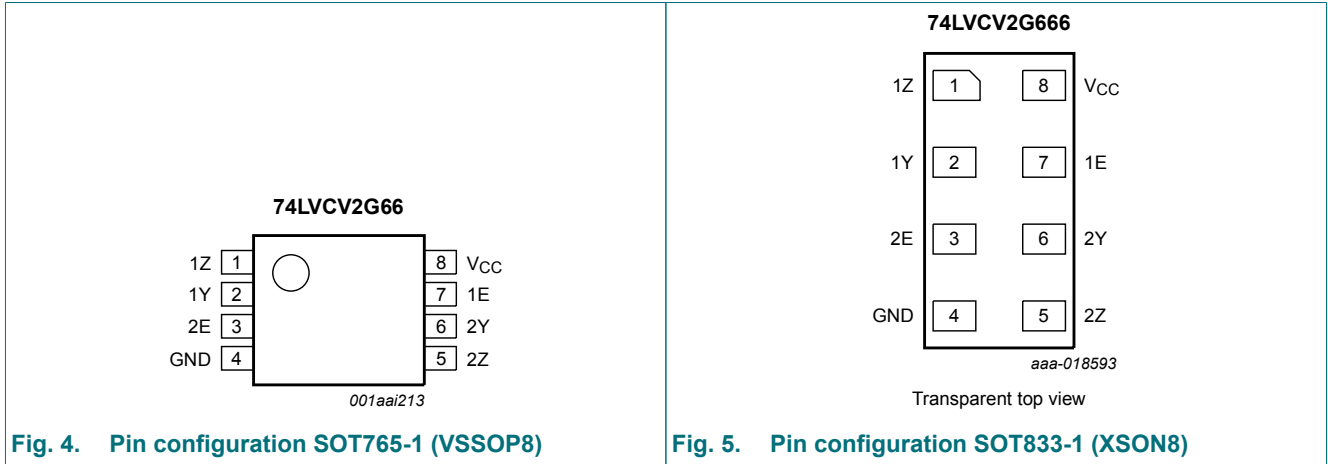 74LVCV2G66
1Z 1 8 VCC
1Y 2 7 1E
2E 3 6 2Y
GND 4 5 2Z
001aai213
Fig. 4. Pin configuration SOT765-1 (VSSOP8)
74LVCV2G666
1Z 1 8 VCC
1Y 2 7 1E
2E 3 6 2Y
GND 4 5 2Z
aaa-018593
Transparent top view
Fig. 5. Pin configuration SOT833-1 (XSON8)